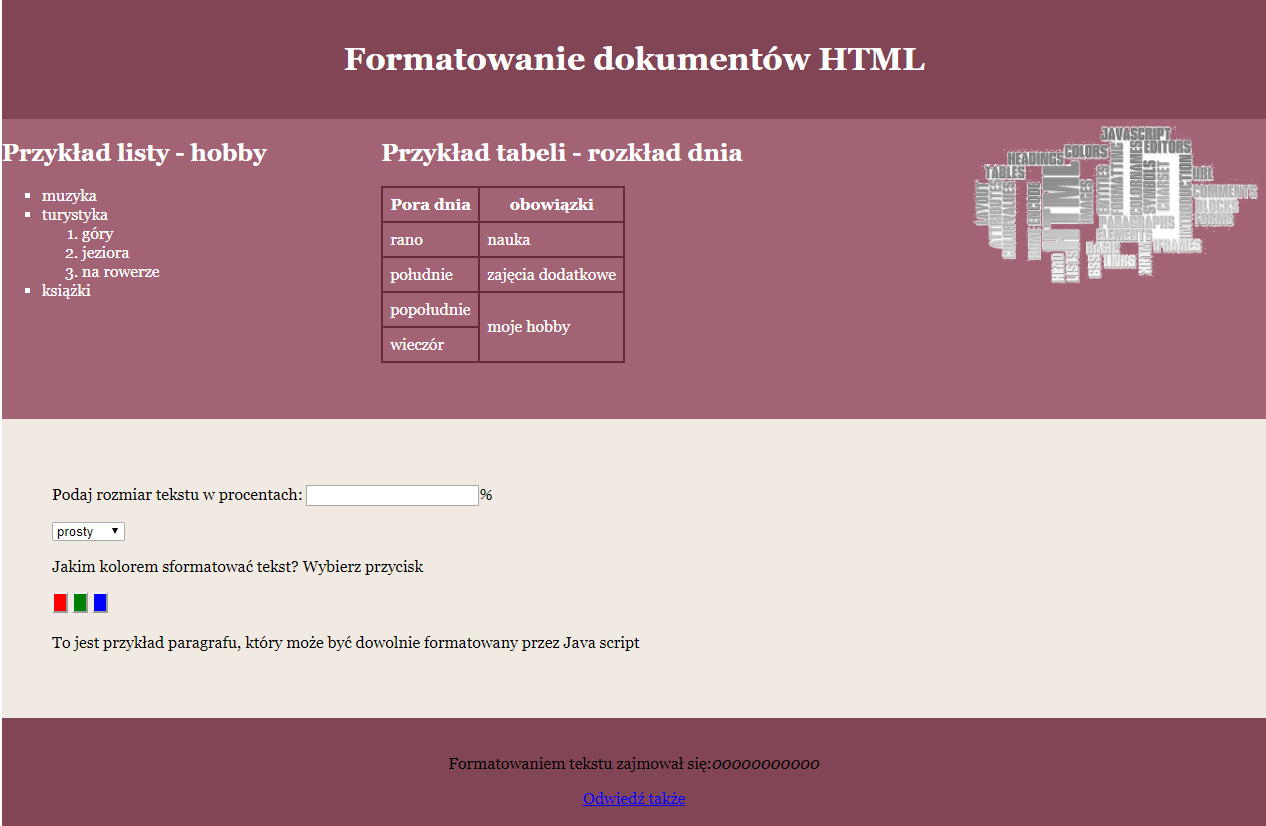 Formatowanie dokumentów HTML
Przykład listy - hobby
muzyka
turystyka
1. góry
2. jeziora
3. na rowerze
książki
Przykład tabeli - rozkład dnia
Pora dnia obowiązki
rano nauka
południe zajęcia dodatkowe
popołudnie moje hobby
wieczór
JAVASCRIPT
EDITORS
COLORS
HEADINGS
TABLES
URL
HTML
FORMATTING
COLORNAMES
SYMBOLS
CHARSET
INTRODUCTION
COMMENTS
BLOCKS
FORMS
LAYOUT
ATTRIBUTES
IMAGES
PARAGRAPHS
ELEMENTS
BASIC
IFRAMES
LINKS
HEAD
LISTS
Podaj rozmiar tekstu w procentach: %
prosty
Jakim kolorem sformatować tekst? Wybierz przycisk
To jest przykład paragrafu, który może być dowolnie formatowany przez Java script
Formatowaniem tekstu zajmował się:00000000000
Odwiedź także